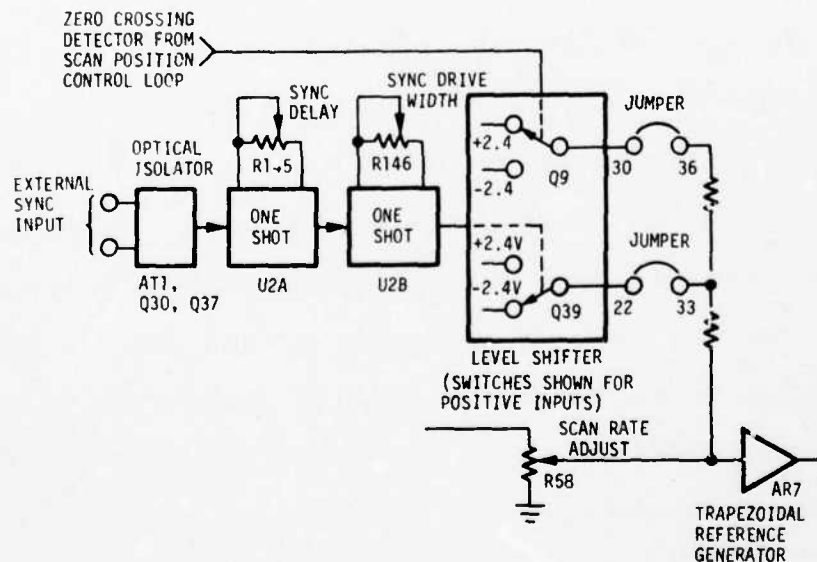 ZERO CROSSING
DETECTOR FROM
SCAN POSITION
CONTROL LOOP
SYNC
DELAY
SYNC DRIVE
WIDTH
JUMPER
OPTICAL
ISOLATOR
R146
+2.4
-2.4
Q9
30
36
EXTERNAL
SYNC
INPUT
ONE
SHOT
ONE
SHOT
+2.4V
-2.4V
JUMPER
AT1,
Q30, Q37
U2A
U2B
Q39
22
33
LEVEL SHIFTER
(SWITCHES SHOWN FOR
POSITIVE INPUTS)
SCAN RATE
ADJUST
R58
AR7
TRAPEZOIDAL
REFERENCE
GENERATOR